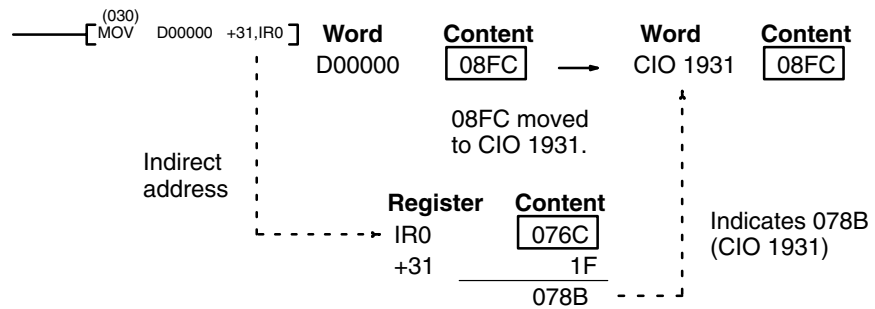 (030)
[MOV D00000 +31,IR0]
Word Content Word Content
D00000 08FC CIO 1931 08FC
08FC moved
to CIO 1931.
Indirect
address
Register Content
IR0 076C
+31 1F
078B
Indicates 078B
(CIO 1931)